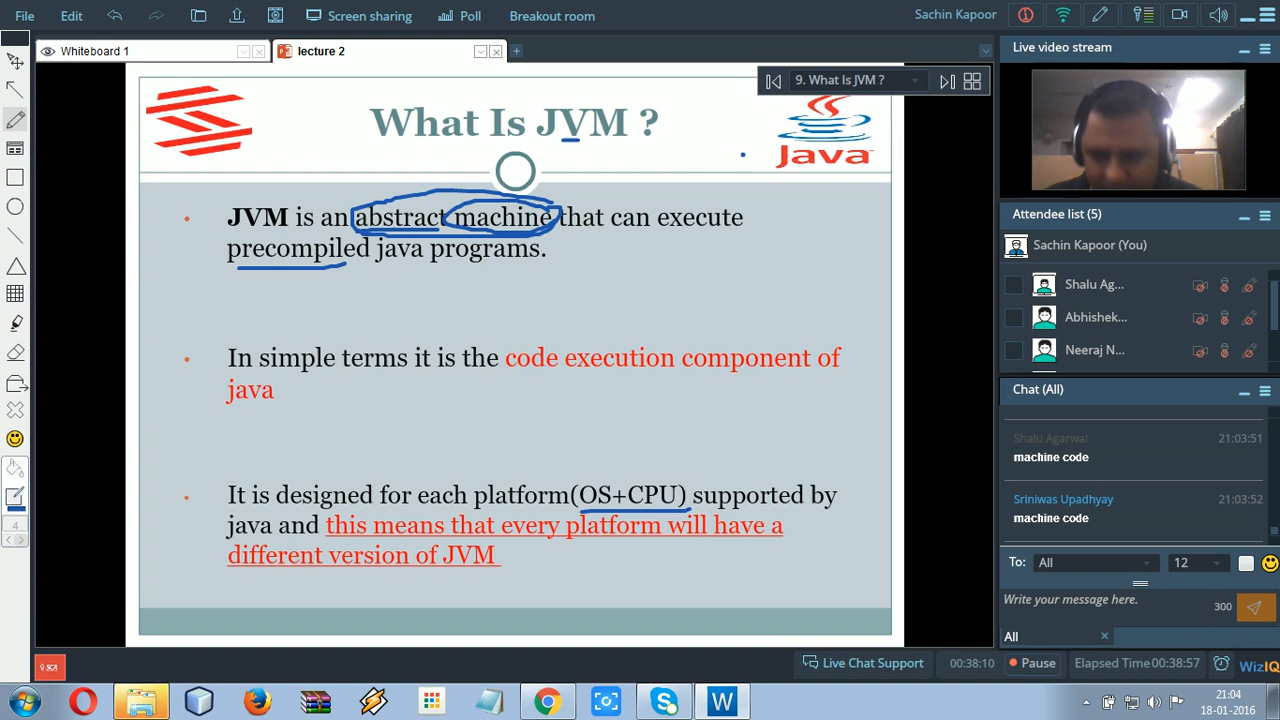 File Edit Screen sharing Poll Breakout room Sachin Kapoor
Whiteboard 1
lecture 2
Live video stream
9. What Is JVM ?
What Is JVM ?
Java
JVM is an abstract machine that can execute
precompiled java programs.
In simple terms it is the code execution component of
java
It is designed for each platform(OS+CPU) supported by
java and this means that every platform will have a
different version of JVM
Attendee list (5)
Sachin Kapoor (You)
Shalu Ag...
Abhishek...
Neeraj N...
Chat (All)
Shalu Agarwal 21:03:51
machine code
Sriniwas Upadhyay 21:03:52
machine code
To: All 12
Write your message here.
300
All
4
SCA
Live Chat Support 00:38:10 Pause Elapsed Time 00:38:57 WizIQ
21:04
18-01-2016